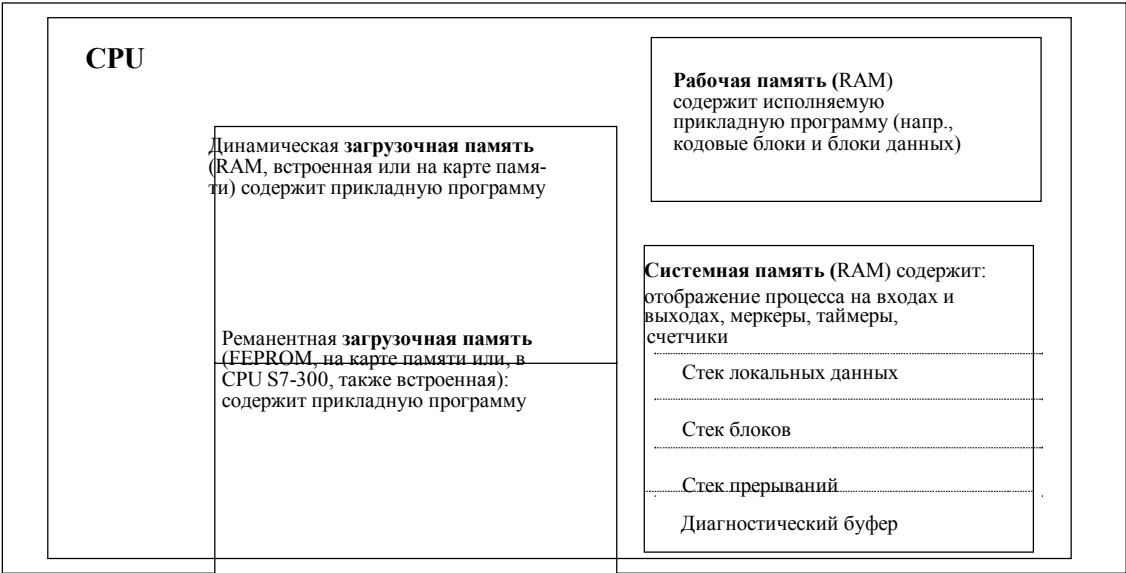 CPU
Динамическая загрузочная память
(RAM, встроенная или на карте памя-
ти) содержит прикладную программу
Реманентная загрузочная память
(FEPROM, на карте памяти или, в
CPU S7-300, также встроенная):
содержит прикладную программу
Рабочая память (RAM)
содержит исполняемую
прикладную программу (напр.,
кодовые блоки и блоки данных)
Системная память (RAM) содержит:
отображение процесса на входах и
выходах, меркеры, таймеры,
счетчики
Стек локальных данных
Стек блоков
Стек прерываний
Диагностический буфер